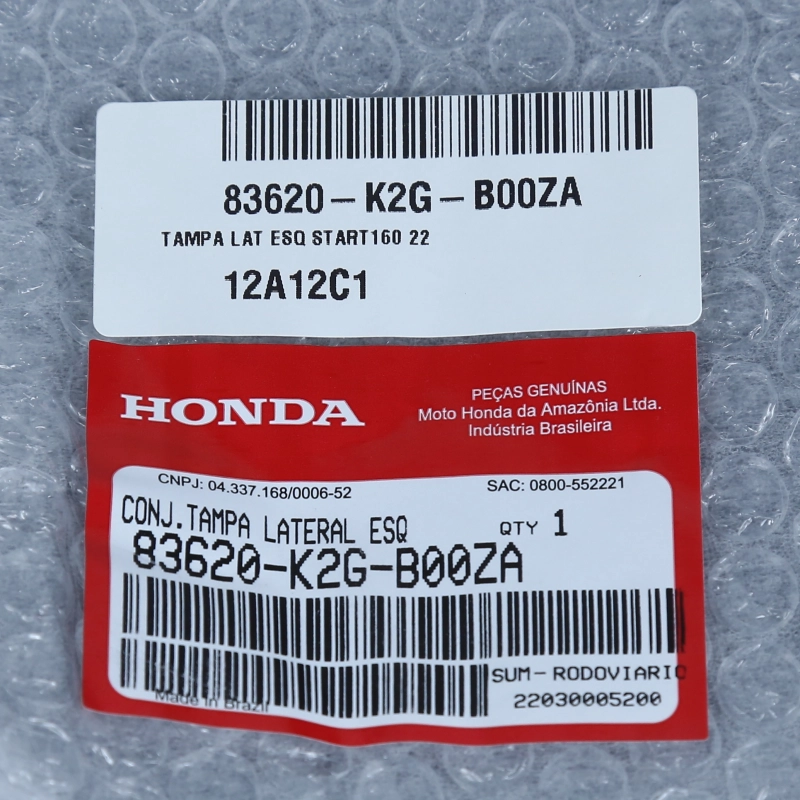 83620-K2G-B00ZA
TAMPA LAT ESQ START160 22
12A12C1
HONDA
PEÇAS GENUÍNAS
Moto Honda da Amazônia Ltda.
Indústria Brasileira
CNPJ: 04.337.168/0006-52
SAC: 0800-552221
CONJ.TAMPA LATERAL ESQ
QTY 1
83620-K2G-B00ZA
SUM-RODOVIARIO
22030005200
Made in Brazil